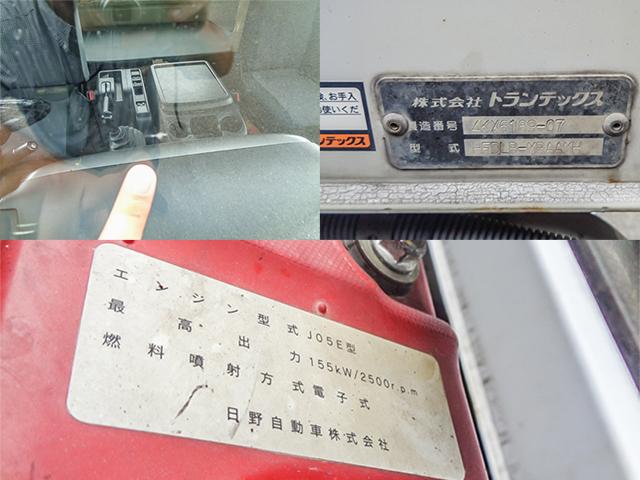 株式会社 トランテックス
製造番号
型式
、お手入
使いくだ
ンテックス
エンジン型式 J05E型
最高出力 155kW/2500r.p.m
燃料噴射方式 電子式
日野自動車株式会社